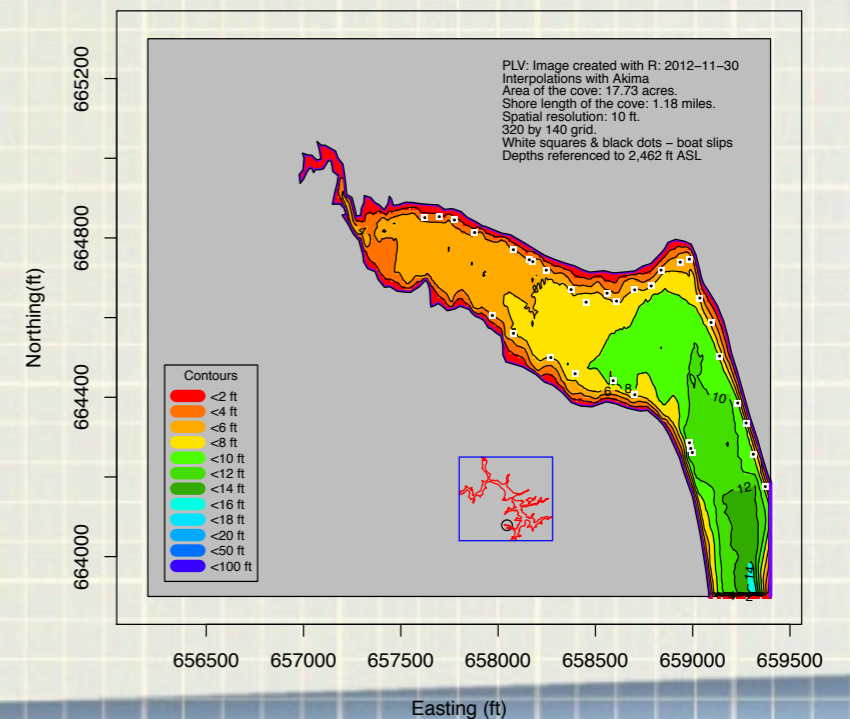 PLV: Image created with R: 2012−11−30
Interpolations with Akima
Area of the cove: 17.73 acres.
Shore length of the cove: 1.18 miles.
Spatial resolution: 10 ft.
320 by 140 grid.
White squares & black dots − boat slips
Depths referenced to 2,462 ft ASL
665200
664800
664400
664000
Northing(ft)
6
8
10
12
14
2
Contours
<2 ft
<4 ft
<6 ft
<8 ft
<10 ft
<12 ft
<14 ft
<16 ft
<18 ft
<20 ft
<50 ft
<100 ft
656500 657000 657500 658000 658500 659000 659500
Easting (ft)